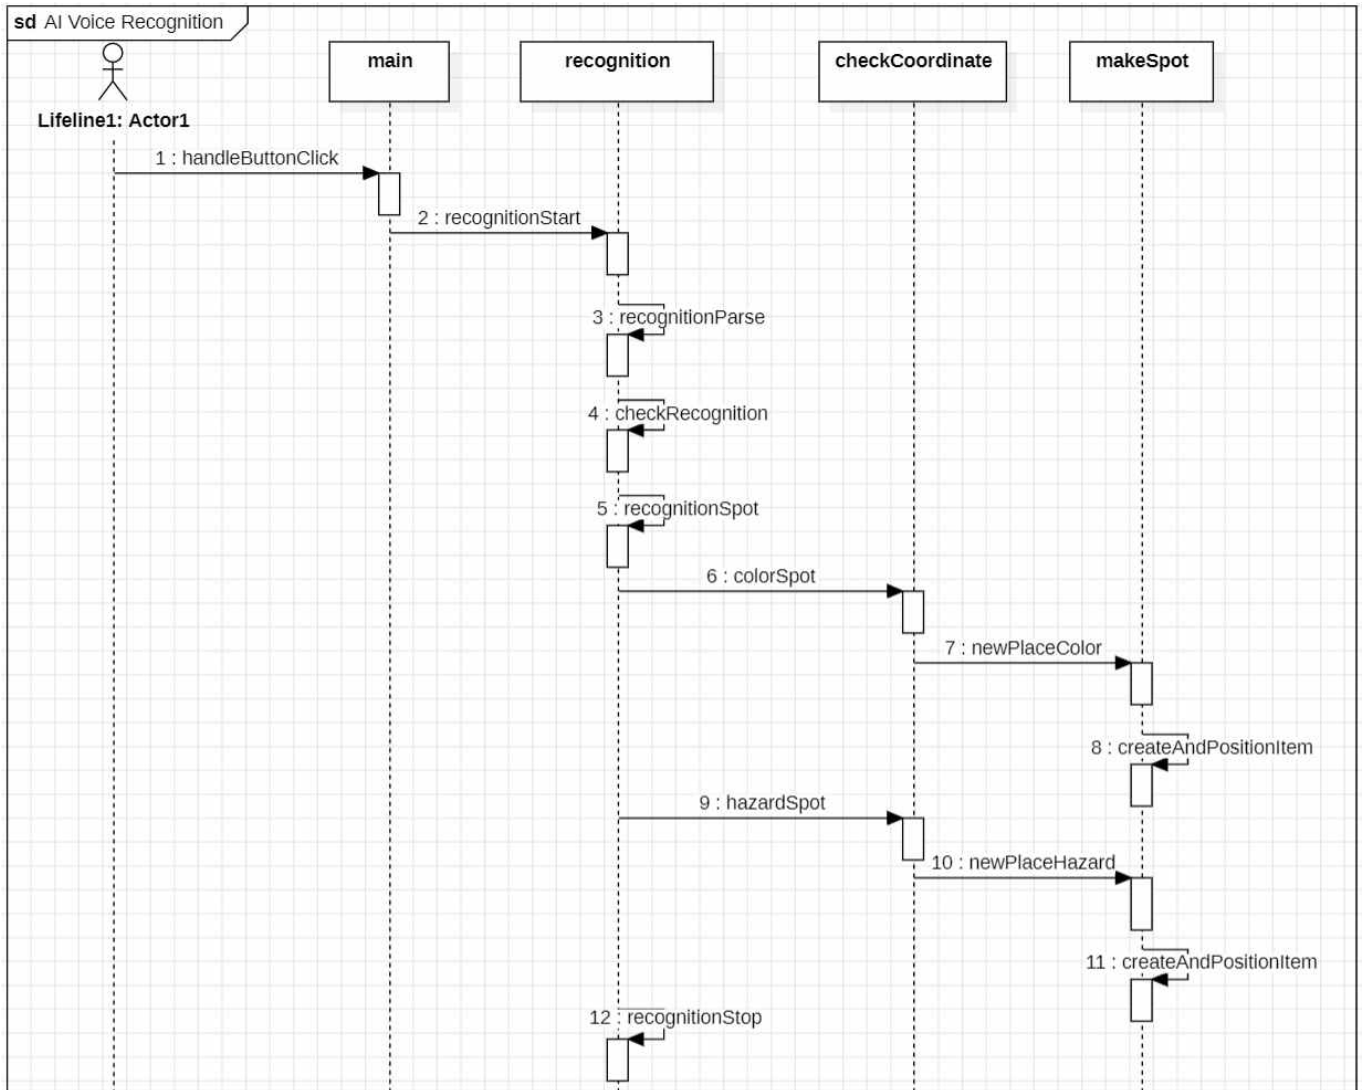 sd AI Voice Recognition
main
recognition
checkCoordinate
makeSpot
Lifeline1: Actor1
1 : handleButtonClick
2 : recognitionStart
3 : recognitionParse
4 : checkRecognition
5 : recognitionSpot
6 : colorSpot
7 : newPlaceColor
8 : createAndPositionItem
9 : hazardSpot
10 : newPlaceHazard
11 : createAndPositionItem
12 : recognitionStop